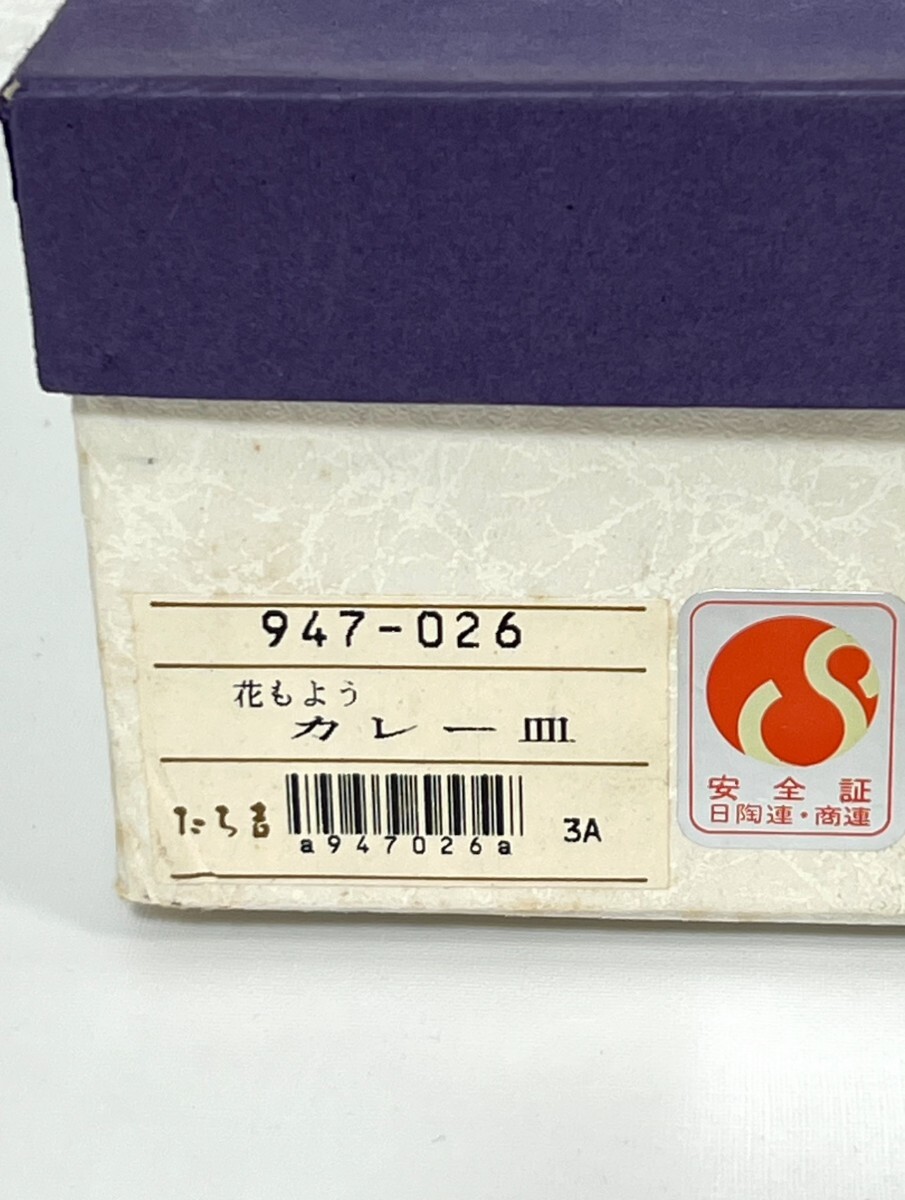 947-026
花もよう
カレー皿
たち吉
a947026a
3A
S
安全証
日陶連・商連